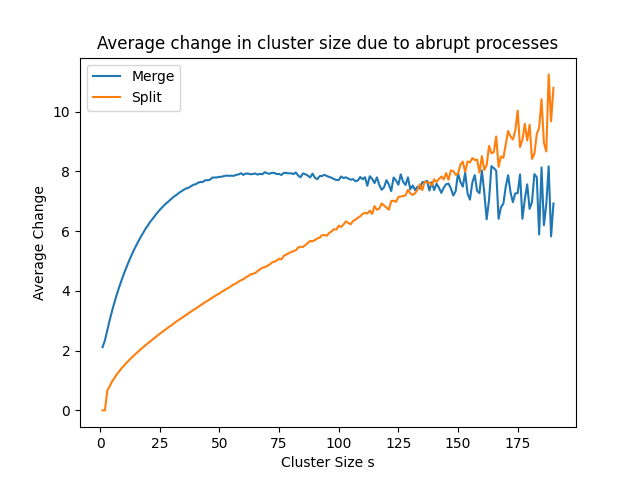 Average change in cluster size due to abrupt processes
Merge
Split
Average Change
10
8
6
4
2
0
0 25 50 75 100 125 150 175
Cluster Size s